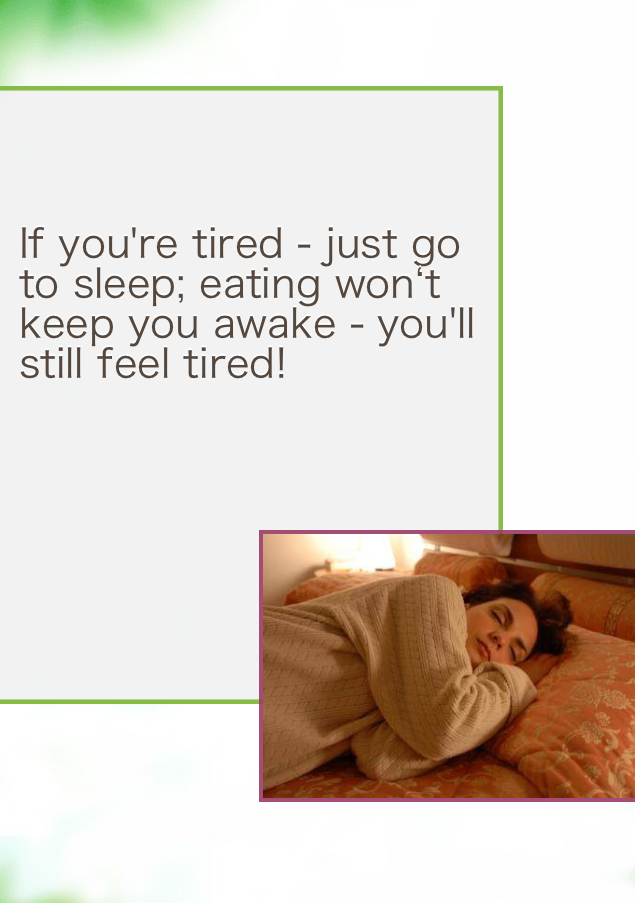 If you're tired - just go
to sleep; eating won‘t
keep you awake - you'll
still feel tired!